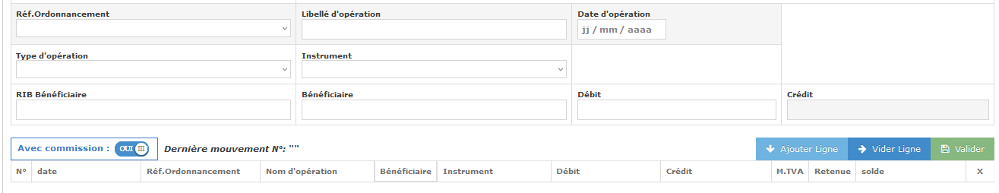 Réf.Ordonnancement Libellé d'opération Date d'opération
jj / mm / aaaa
Type d'opération Instrument
RIB Bénéficiaire Bénéficiaire Débit Crédit
Avec commission : OUI Dernière mouvement N°: "" Ajouter Ligne Vider Ligne Valider
N° date Réf.Ordonnancement Nom d'opération Bénéficiaire Instrument Débit Crédit M.TVA Retenue solde X